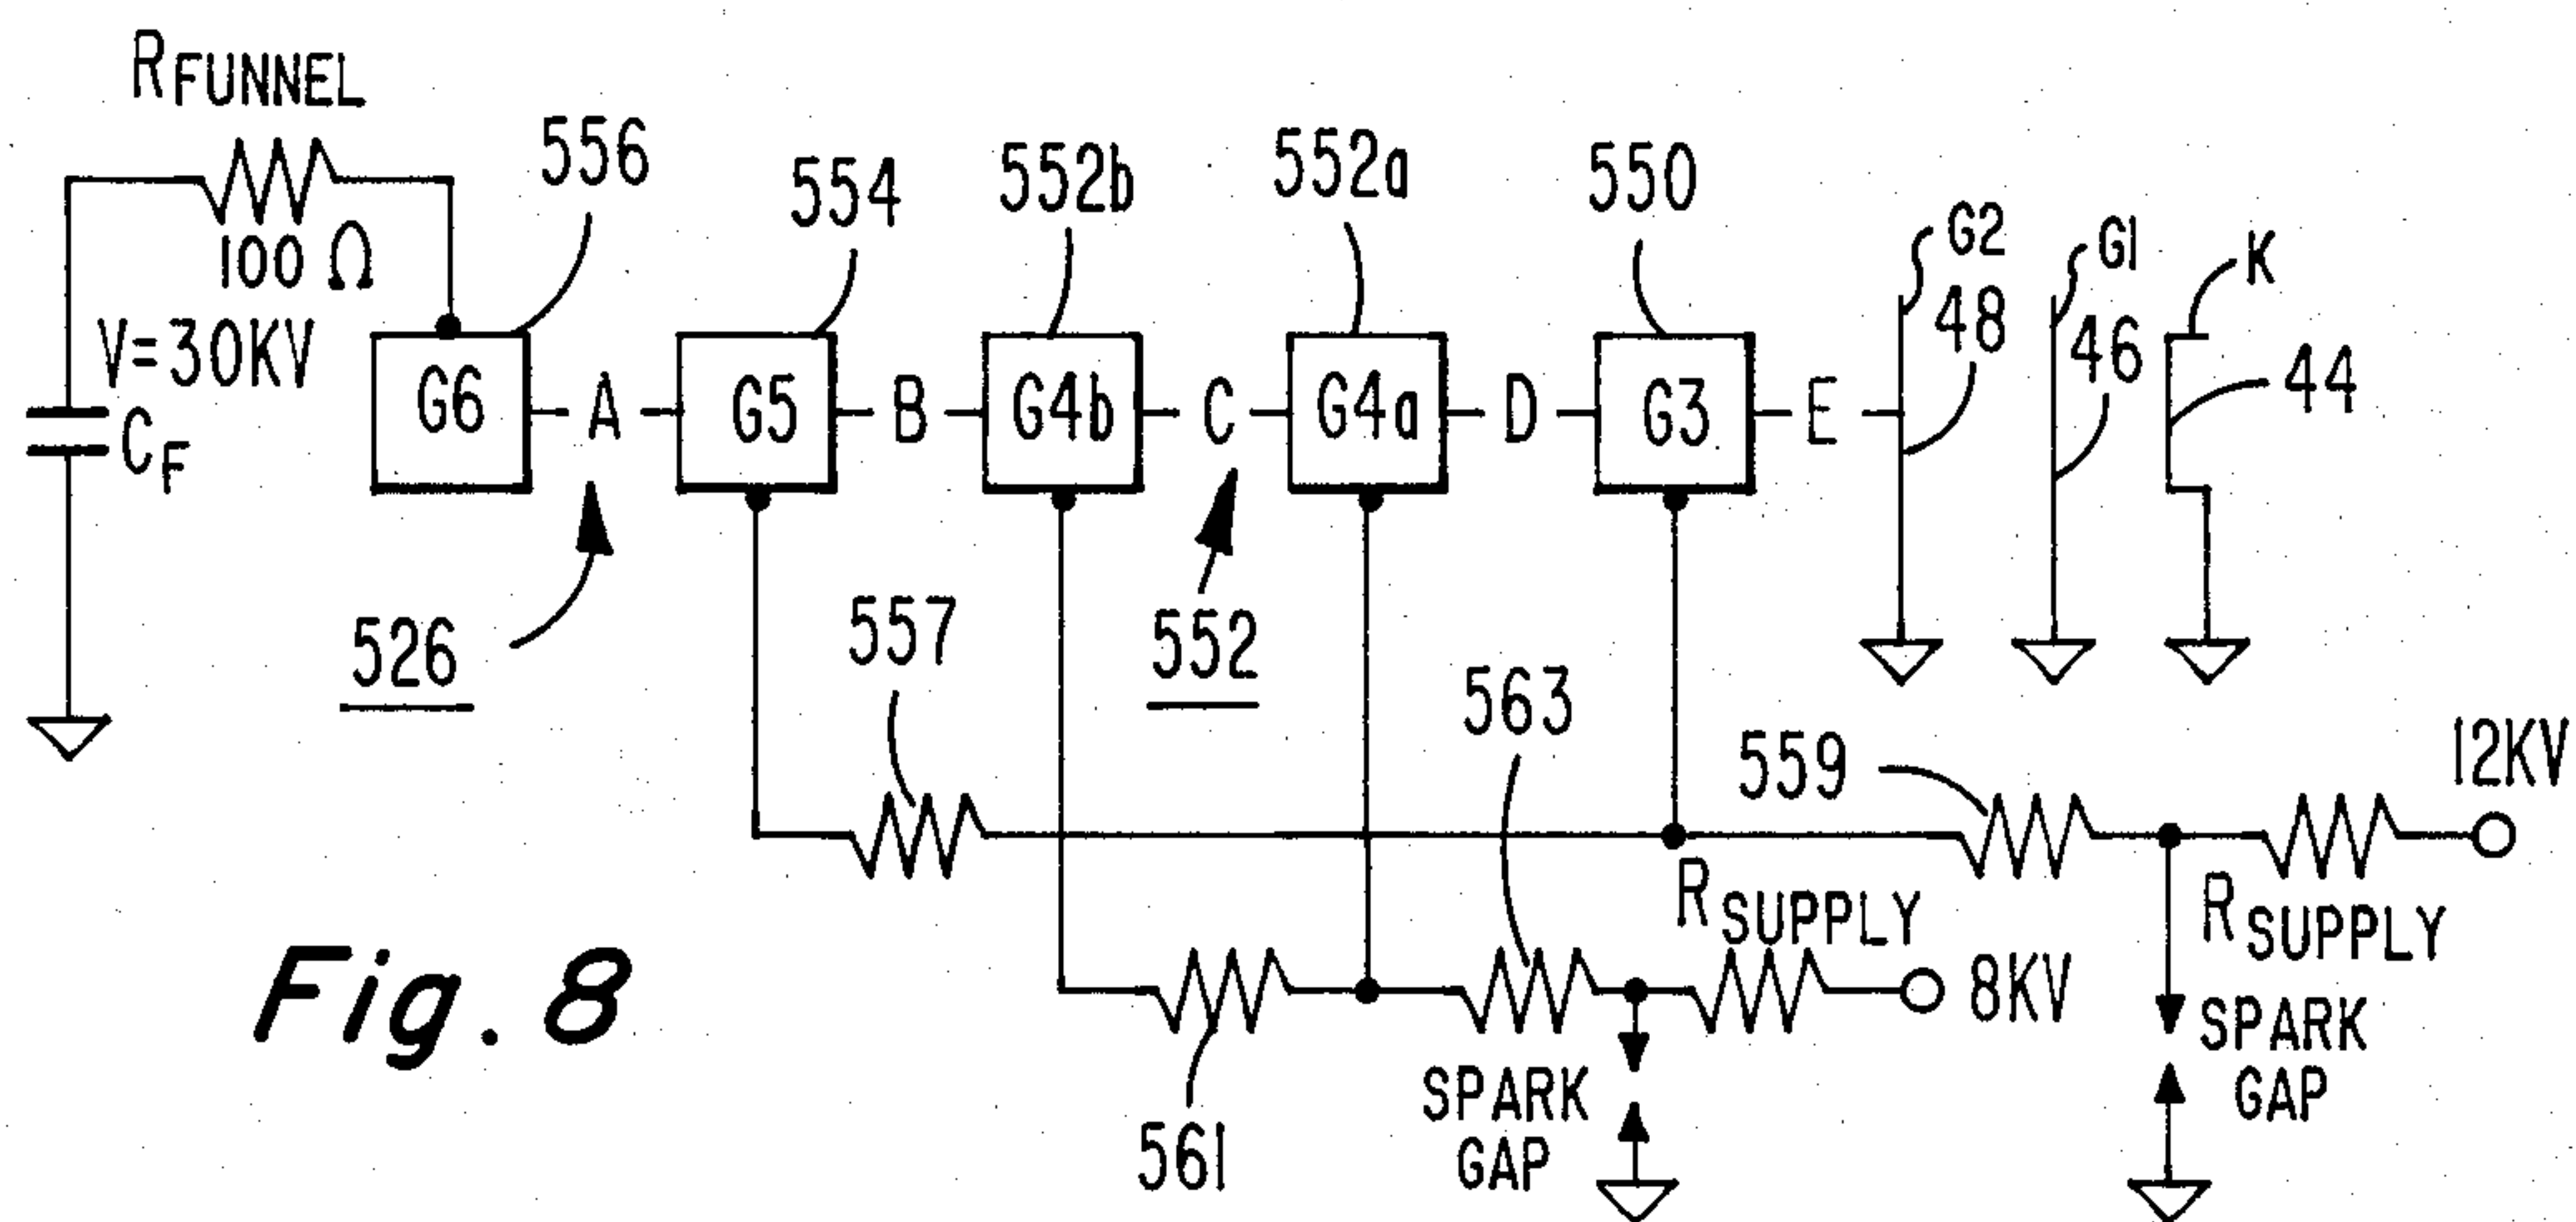 RFUNNEL
100 Ω
V=30KV
CF
556
554
552b
552a
550
G2
G1
K
48
46
44
G6
A
G5
B
G4b
C
G4a
D
G3
E
526
557
552
563
559
12KV
RSUPPLY
RSUPPLY
8KV
561
SPARK
GAP
SPARK
GAP
Fig. 8